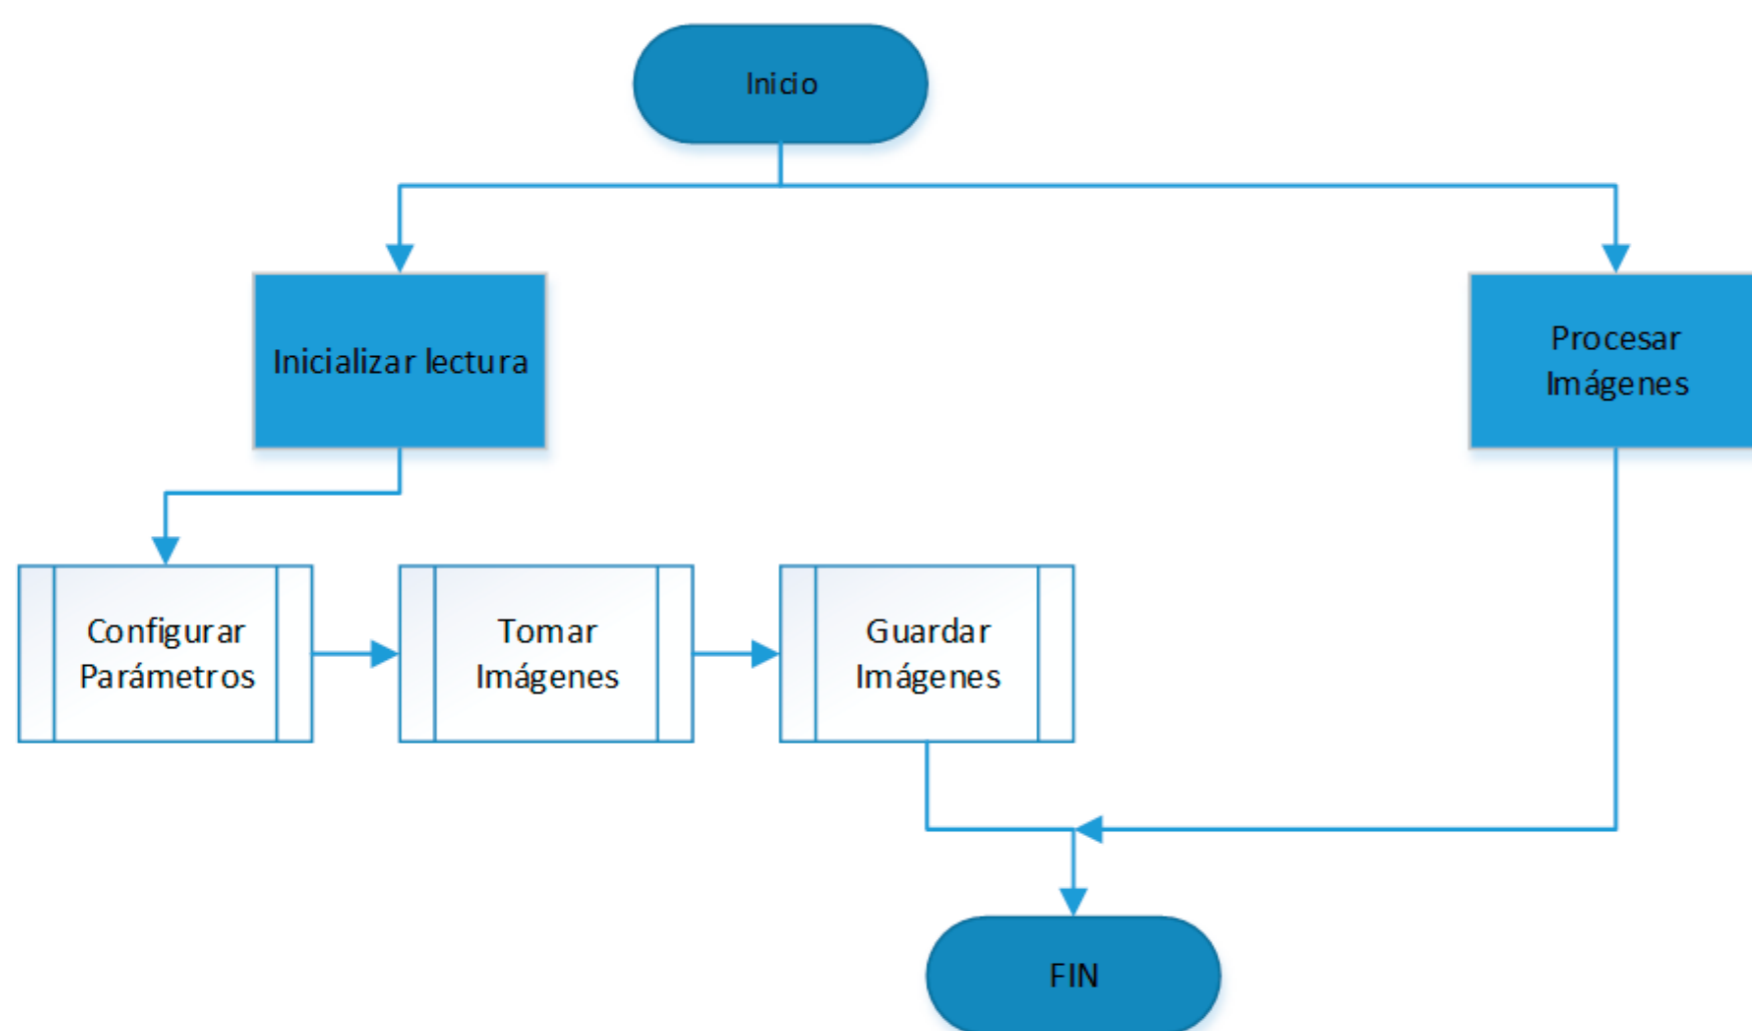 Inicio
Inicializar lectura
Procesar
Imágenes
Configurar
Parámetros
Tomar
Imágenes
Guardar
Imágenes
FIN